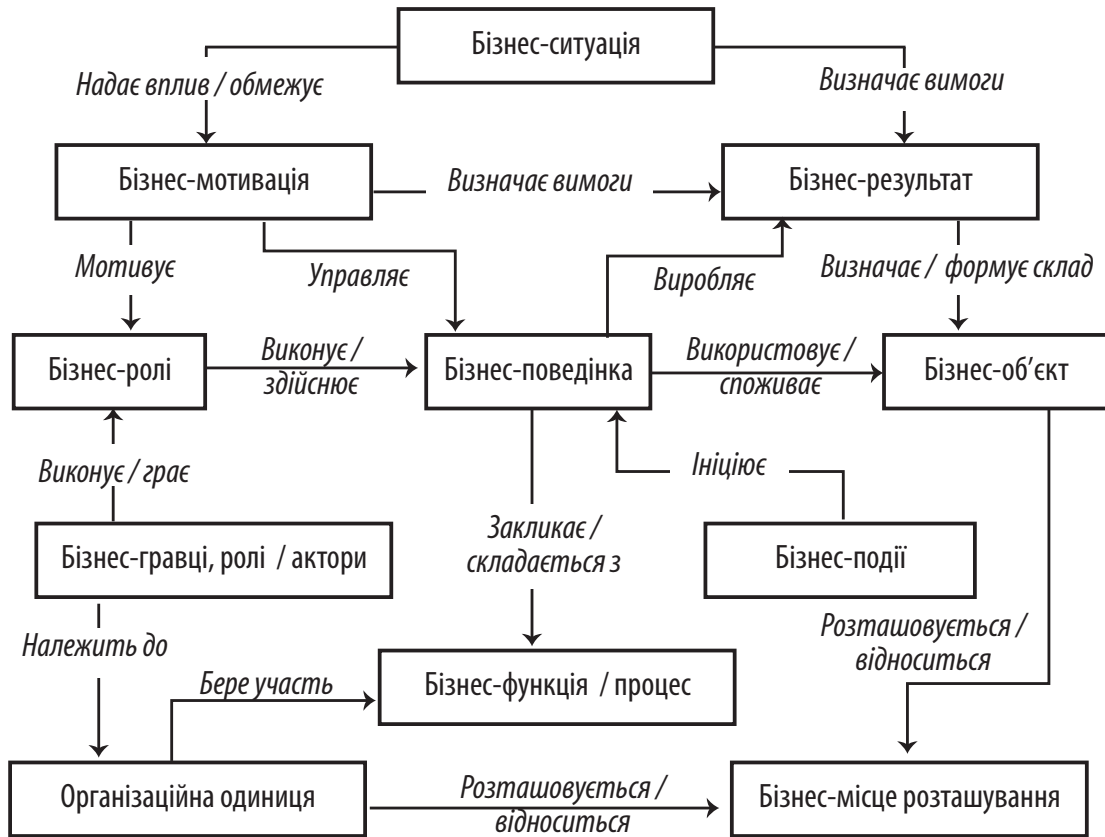 Бізнес-ситуація
Надає вплив / обмежує
Визначає вимоги
Бізнес-мотивація
Визначає вимоги
Бізнес-результат
Мотивує
Управляє
Виробляє
Визначає / формує склад
Бізнес-ролі
Виконує /
здійснює
Бізнес-поведінка
Використовує /
споживає
Бізнес-об’єкт
Виконує / грає
Ініціює
Закликає /
складається з
Бізнес-гравці, ролі / актори
Бізнес-події
Належить до
Розташовується /
відноситься
Бере участь
Бізнес-функція / процес
Організаційна одиниця
Розташовується /
відноситься
Бізнес-місце розташування